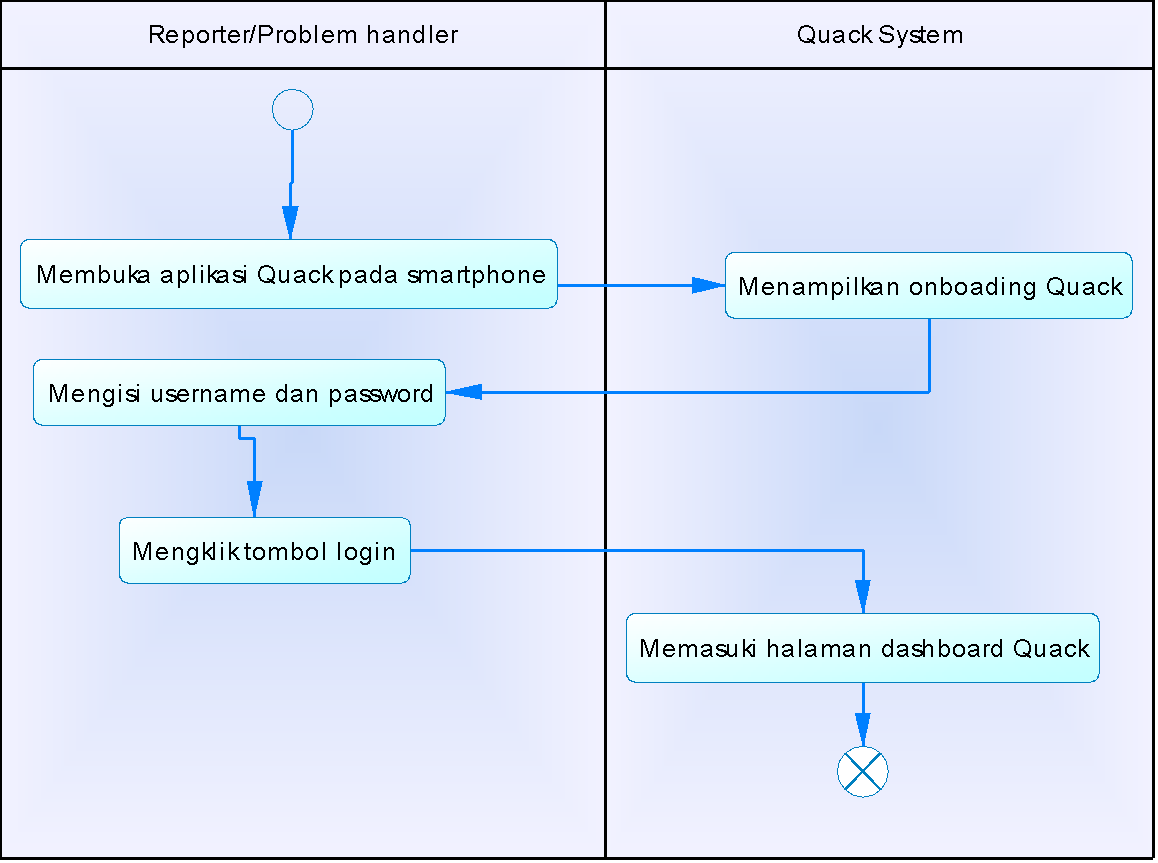 Reporter/Problem handler
Quack System
Membuka aplikasi Quack pada smartphone
Menampilkan onboading Quack
Mengisi username dan password
Mengklik tombol login
Memasuki halaman dashboard Quack